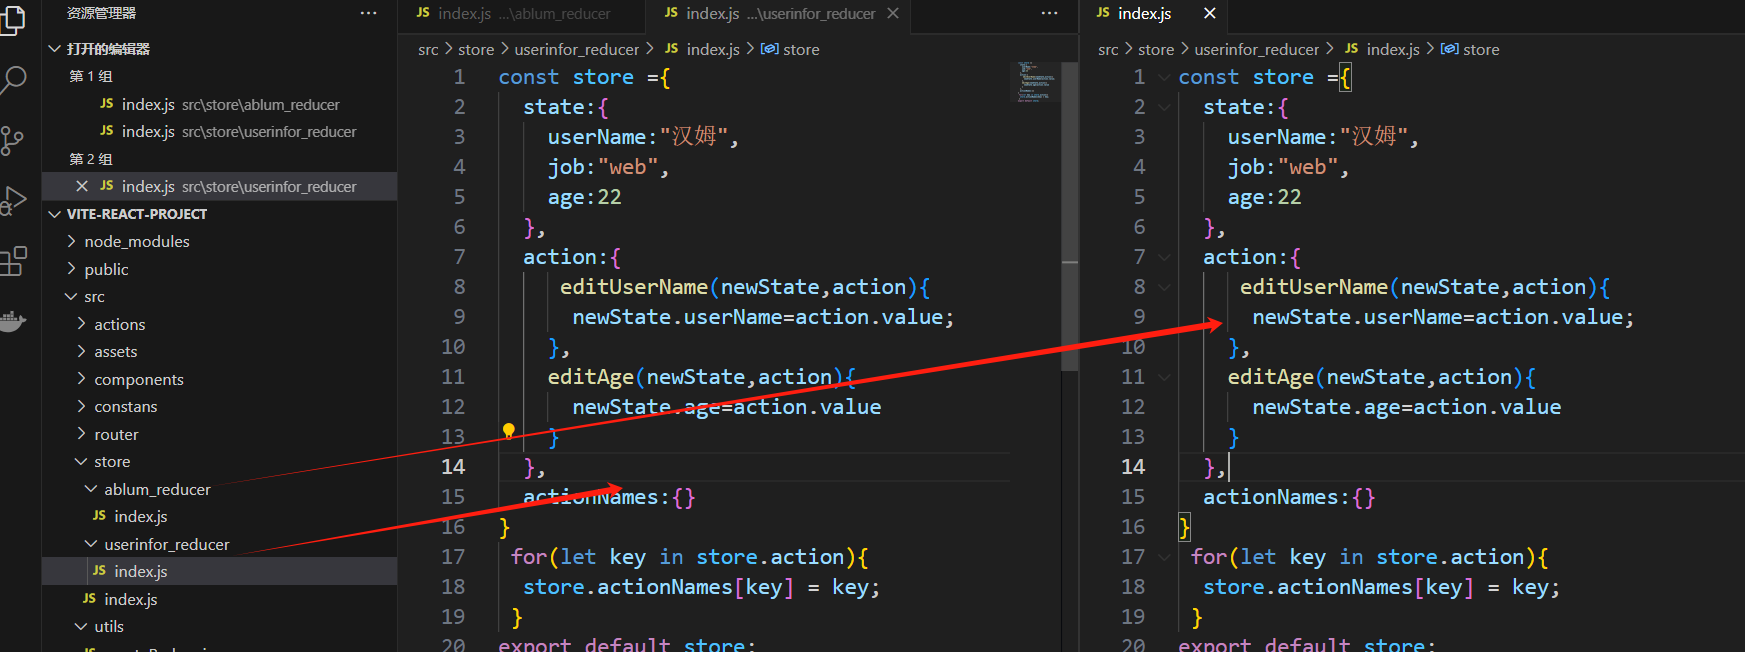 资源管理器
打开的编辑器
第 1 组
JS index.js src\store\ablum_reducer
JS index.js src\store\userinfor_reducer
第 2 组
JS index.js src\store\userinfor_reducer
VITE-REACT-PROJECT
node_modules
public
src
actions
assets
components
constans
router
store
ablum_reducer
JS index.js
userinfor_reducer
JS index.js
JS index.js
utils
JS index.js ...\ablum_reducer
JS index.js ...\userinfo_reducer
src > store > userinfor_reducer > JS index.js > store
1 const store ={
2 state:{
3 userName:"汉姆",
4 job:"web",
5 age:22
6 },
7 action:{
8 editUserName(newState,action){
9 newState.userName=action.value;
10 },
11 editAge(newState,action){
12 newState.age=action.value
13 }
14 },
15 actionNames:{}
16 }
17 for(let key in store.action){
18 store.actionNames[key] = key;
19 }
20 export default store;
JS index.js
src > store > userinfor_reducer > JS index.js > store
1 const store ={
2 state:{
3 userName:"汉姆",
4 job:"web",
5 age:22
6 },
7 action:{
8 editUserName(newState,action){
9 newState.userName=action.value;
10 },
11 editAge(newState,action){
12 newState.age=action.value
13 }
14 },
15 actionNames:{}
16 }
17 for(let key in store.action){
18 store.actionNames[key] = key;
19 }
20 export default store;